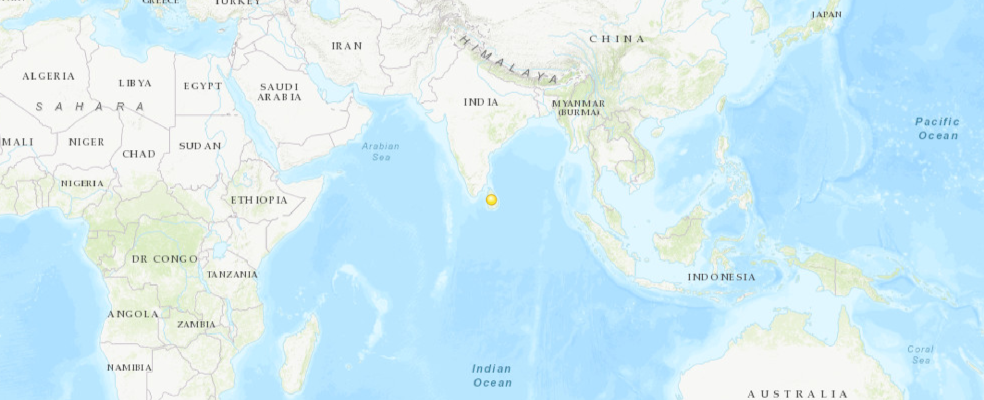 GREECE
TURKEY
JAPAN
CHINA
IRAN
HIMALAYA
ALGERIA
LIBYA
EGYPT
SAUDI
ARABIA
INDIA
MYANMAR
(BURMA)
SAHARA
Pacific
Ocean
MALI
NIGER
CHAD
SUDAN
Arabian
Sea
NIGERIA
ETHIOPIA
DR CONGO
TANZANIA
INDONESIA
ANGOLA
ZAMBIA
NAMIBIA
Indian
Ocean
Coral
Sea
AUSTRALIA